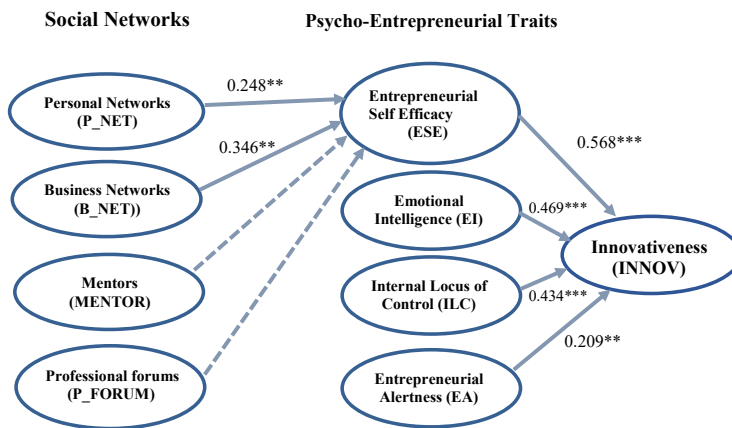 Social Networks
Psycho-Entrepreneurial Traits
Personal Networks
(P_NET)
0.248**
Entrepreneurial
Self Efficacy
(ESE)
0.346**
Business Networks
(B_NET))
0.568***
Emotional
Intelligence (EI)
0.469***
Innovativeness
(INNOV)
Mentors
(MENTOR)
Internal Locus of
Control (ILC)
0.434***
0.209**
Professional forums
(P_FORUM)
Entrepreneurial
Alertness (EA)